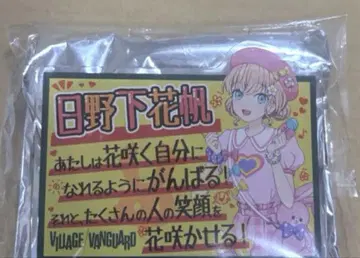 日野下花帆
あたしは花咲く自分に
なれるようにがんばる!
それと、たくさんの人の笑顔を
VILLAGE/VANGUARD 花咲かせる!